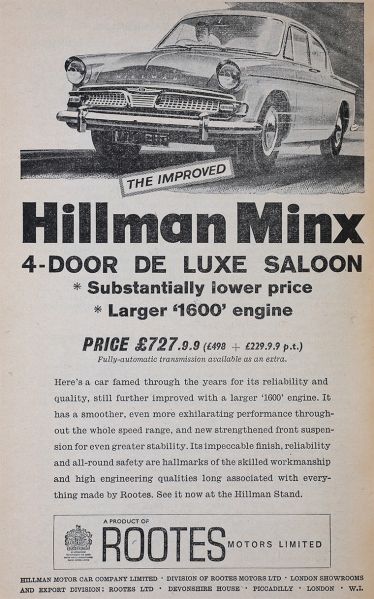 THE IMPROVED
Hillman Minx
4-DOOR DE LUXE SALOON
* Substantially lower price
* Larger ‘1600’ engine
PRICE £727.9.9 (£498 + £229.9.9 p.t.)
Fully-automatic transmission available as an extra.
Here's a car famed through the years for its reliability and
quality, still further improved with a larger ‘1600’ engine. It
has a smoother, even more exhilarating performance through-
out the whole speed range, and new strengthened front suspen-
sion for even greater stability. Its impeccable finish, reliability
and all-round safety are hallmarks of the skilled workmanship
and high engineering qualities long associated with every-
thing made by Rootes. See it now at the Hillman Stand.
A PRODUCT OF
ROOTES MOTORS LIMITED
HILLMAN MOTOR CAR COMPANY LIMITED · DIVISION OF ROOTES MOTORS LTD · LONDON SHOWROOMS
AND EXPORT DIVISION: ROOTES LTD · DEVONSHIRE HOUSE · PICCADILLY · LONDON · W.1.